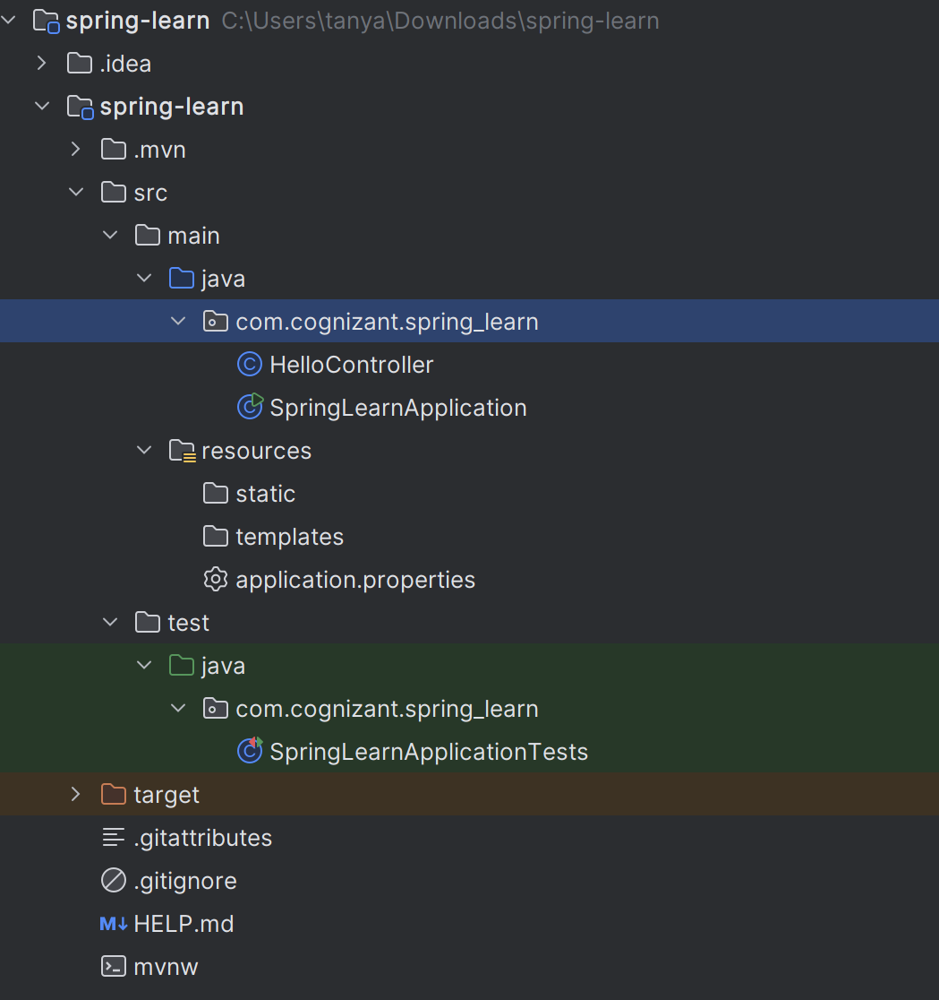 spring-learn C:\Users\tanya\Downloads\spring-learn
.idea
spring-learn
.mvn
src
main
java
com.cognizant.spring_learn
HelloController
SpringLearnApplication
resources
static
templates
application.properties
test
java
com.cognizant.spring_learn
SpringLearnApplicationTests
target
.gitattributes
.gitignore
HELP.md
mvnw